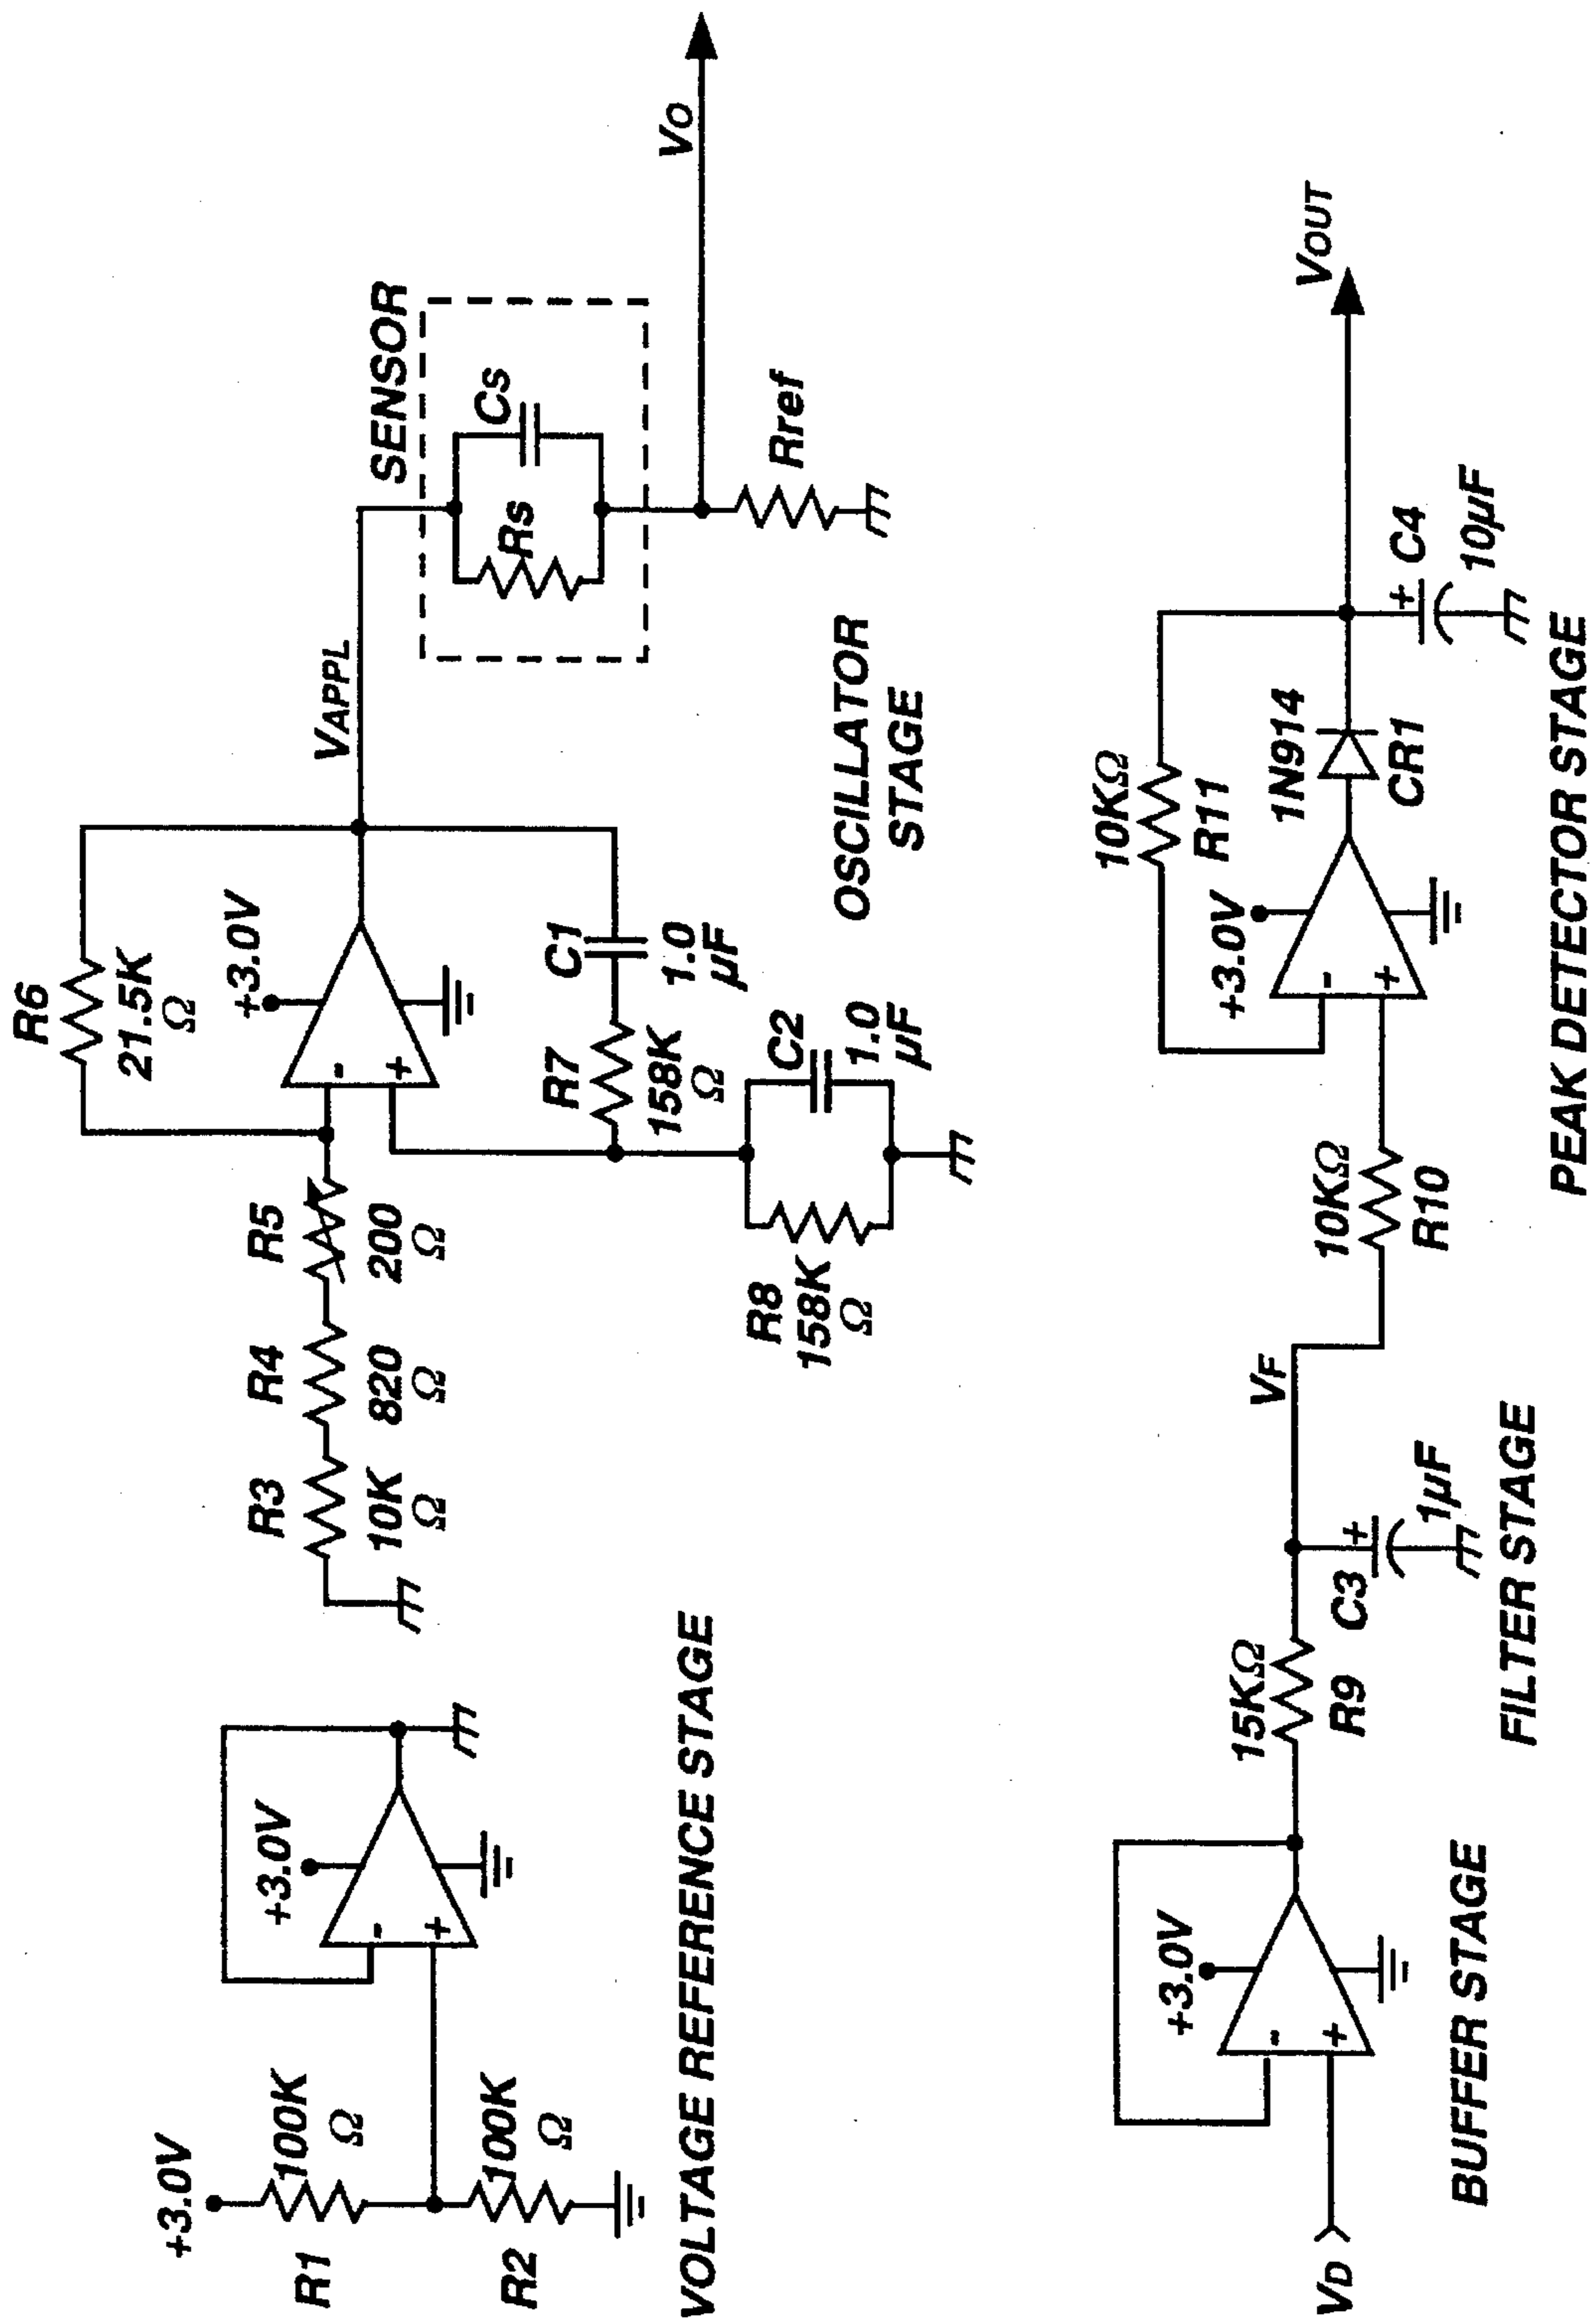 +3.0V
R1
100K
Ω
R2
100K
Ω
+3.0V
-
+
VOLTAGE REFERENCE STAGE
R3
10K
Ω
R4
820
Ω
R5
200
Ω
R6
21.5K
Ω
+3.0V
-
+
R7
158K
Ω
C1
1.0
µF
R8
158K
Ω
C2
1.0
µF
VAPPL
OSCILLATOR
STAGE
SENSOR
Rs
Cs
Rref
VO
VD
-
+
+3.0V
BUFFER STAGE
15KΩ
R9
C3
+
1µF
FILTER STAGE
VF
10KΩ
R10
+3.0V
-
+
10KΩ
R11
1N914
CR1
+
C4
10µF
VOUT
PEAK DETECTOR STAGE